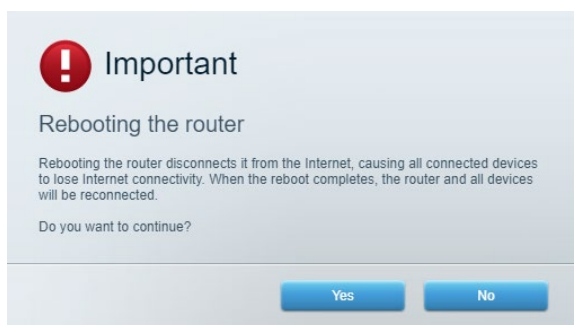 Important
Rebooting the router
Rebooting the router disconnects it from the Internet, causing all connected devices
to lose Internet connectivity. When the reboot completes, the router and all devices
will be reconnected.
Do you want to continue?
Yes
No